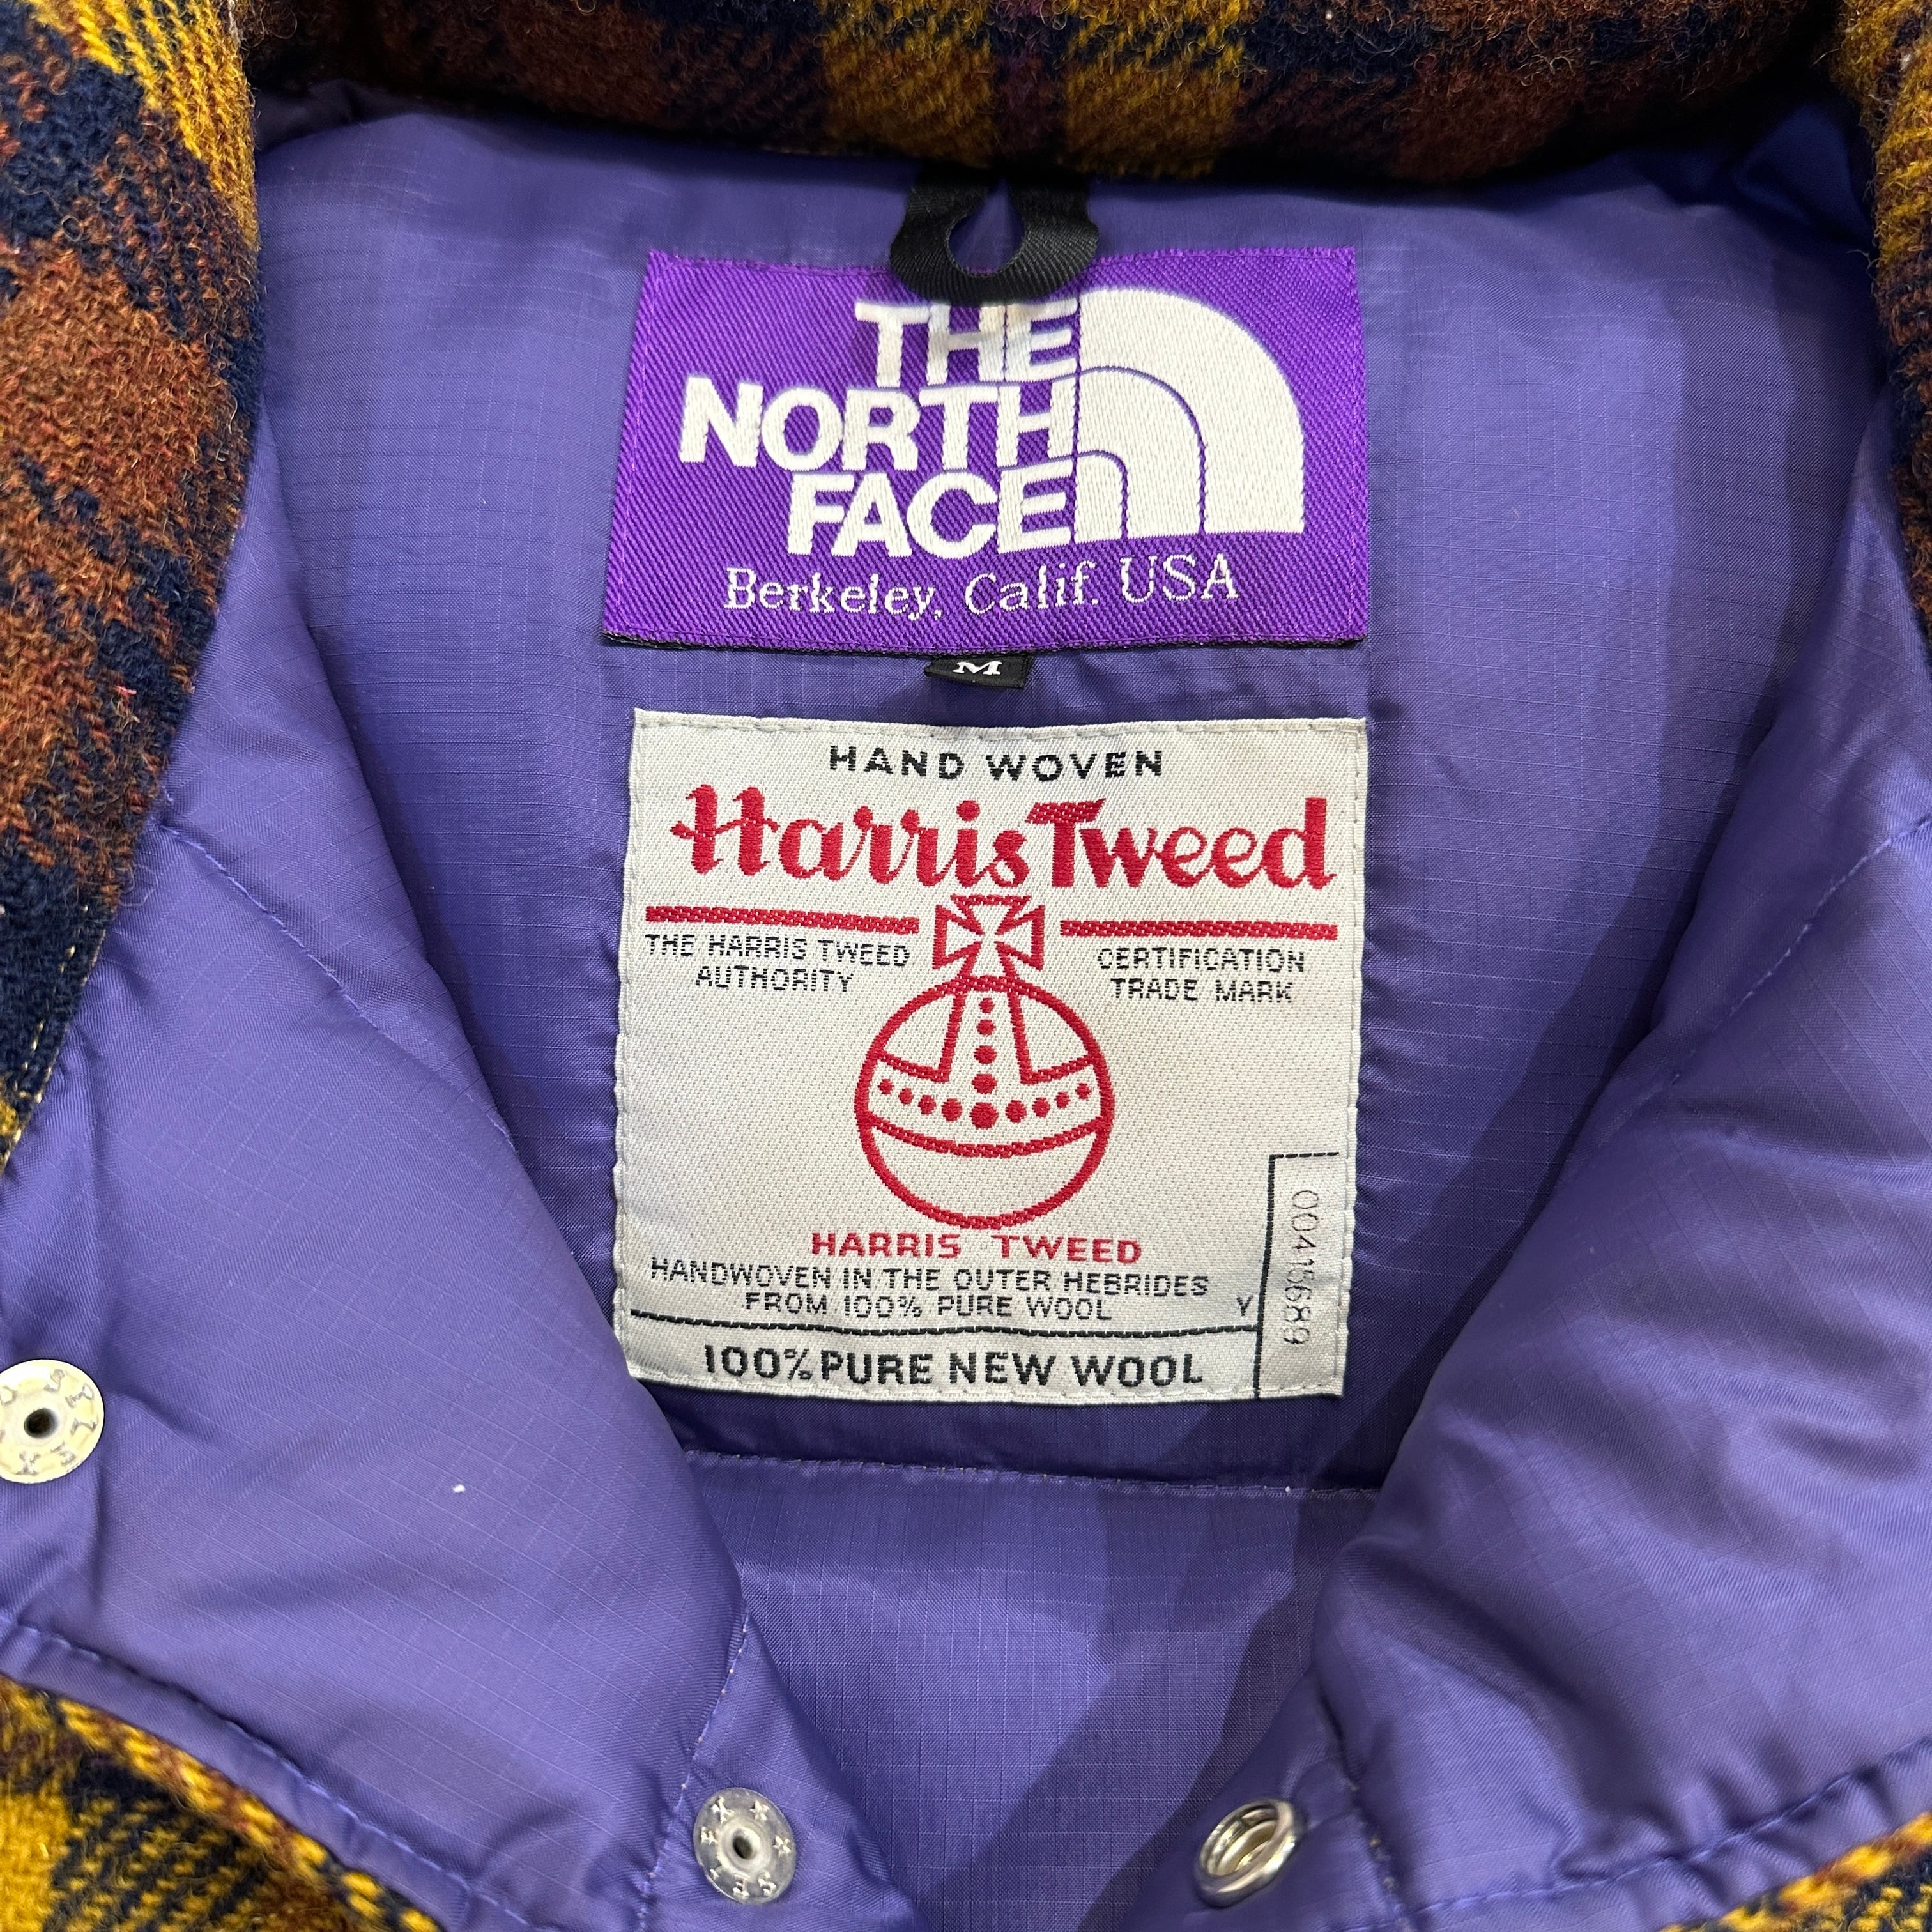 THE
NORTH
FACE
Berkeley, Calif. USA
M
HAND WOVEN
Harris Tweed
THE HARRIS TWEED
AUTHORITY
CERTIFICATION
TRADE MARK
HARRIS TWEED
HANDWOVEN IN THE OUTER HEBRIDES
FROM 100% PURE WOOL
Y
100% PURE NEW WOOL
00415689